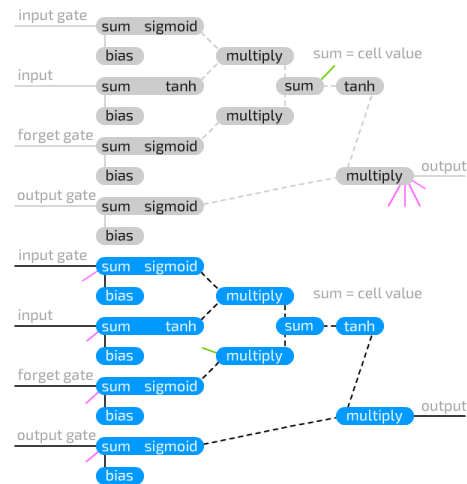 input gate
sum sigmoid
bias
multiply
sum = cell value
input
sum tanh
sum
tanh
bias
multiply
forget gate
sum sigmoid
bias
multiply
output
output gate
sum sigmoid
bias
input gate
sum sigmoid
bias
multiply
sum = cell value
input
sum tanh
sum
tanh
bias
multiply
forget gate
sum sigmoid
bias
multiply
output
output gate
sum sigmoid
bias